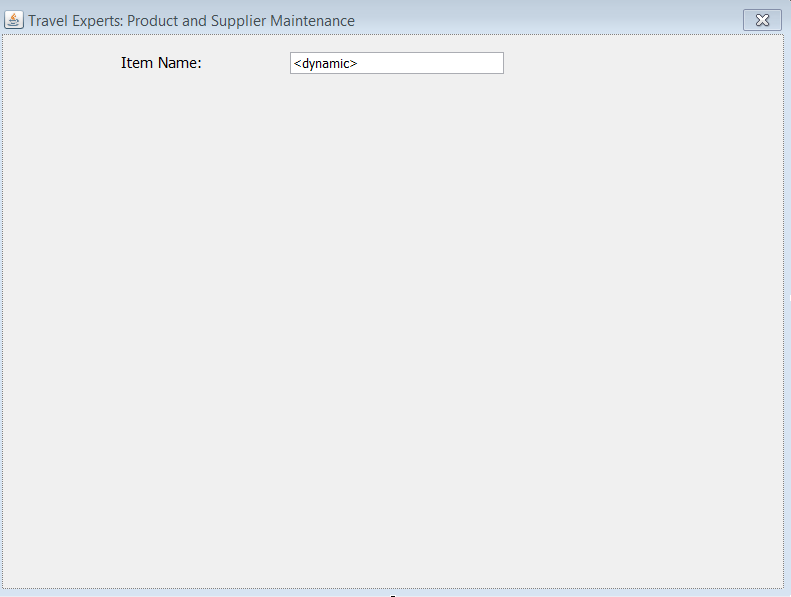 Travel Experts: Product and Supplier Maintenance
Item Name:
<dynamic>